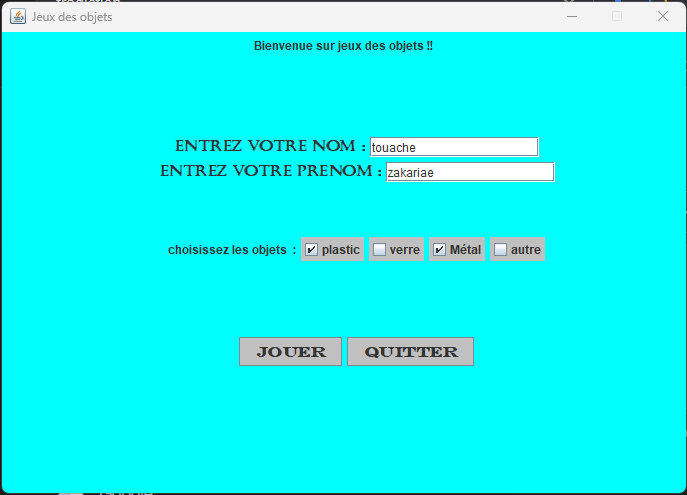 Jeux des objets
Bienvenue sur jeux des objets !!
ENTREZ VOTRE NOM : touache
ENTREZ VOTRE PRENOM : zakariae
choisissez les objets : plastic verre Métal autre
JOUER QUITTER